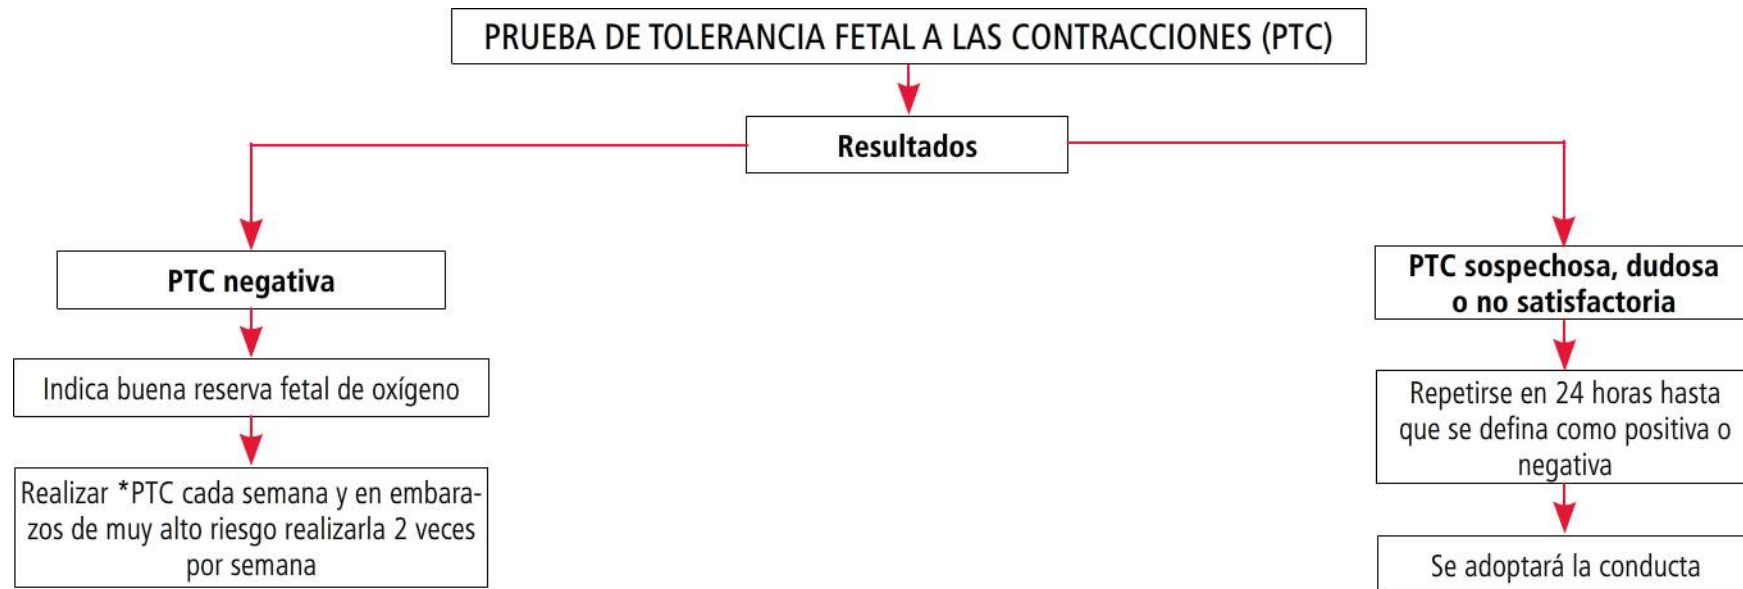 PRUEBA DE TOLERANCIA FETAL A LAS CONTRACCIONES (PTC)
Resultados
PTC negativa
Indica buena reserva fetal de oxígeno
Realizar *PTC cada semana y en embara-
zos de muy alto riesgo realizarla 2 veces
por semana
PTC sospechosa, dudosa
o no satisfactoria
Repetirse en 24 horas hasta
que se defina como positiva o
negativa
Se adoptará la conducta